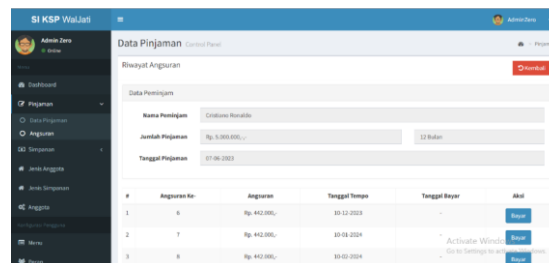 SI KSP WalJati
Admin Zero
Data Pinjaman Control Panel
Admin Zero
Online
Riwayat Angsuran
Kembali
Menu
Dashboard
Data Peminjam
Pinjaman
Nama Peminjam Cristiano Ronaldo
Data Pinjaman
Jumlah Pinjaman Rp. 5.000.000,-.- 12 Bulan
Angsuran
Simpanan
Tanggal Pinjaman 07-06-2023
Jenis Anggota
Jenis Simpanan
# Angsuran Ke- Angsuran Tanggal Tempo Tanggal Bayar Aksi
Anggota
1 6 Rp. 442.000,- 10-12-2023 - Bayar
2 7 Rp. 442.000,- 10-01-2024 - Bayar
Menu
Activate Windows
Go to Settings to activate Windows.
3 8 Rp. 442.000,- 10-02-2024 - Bayar